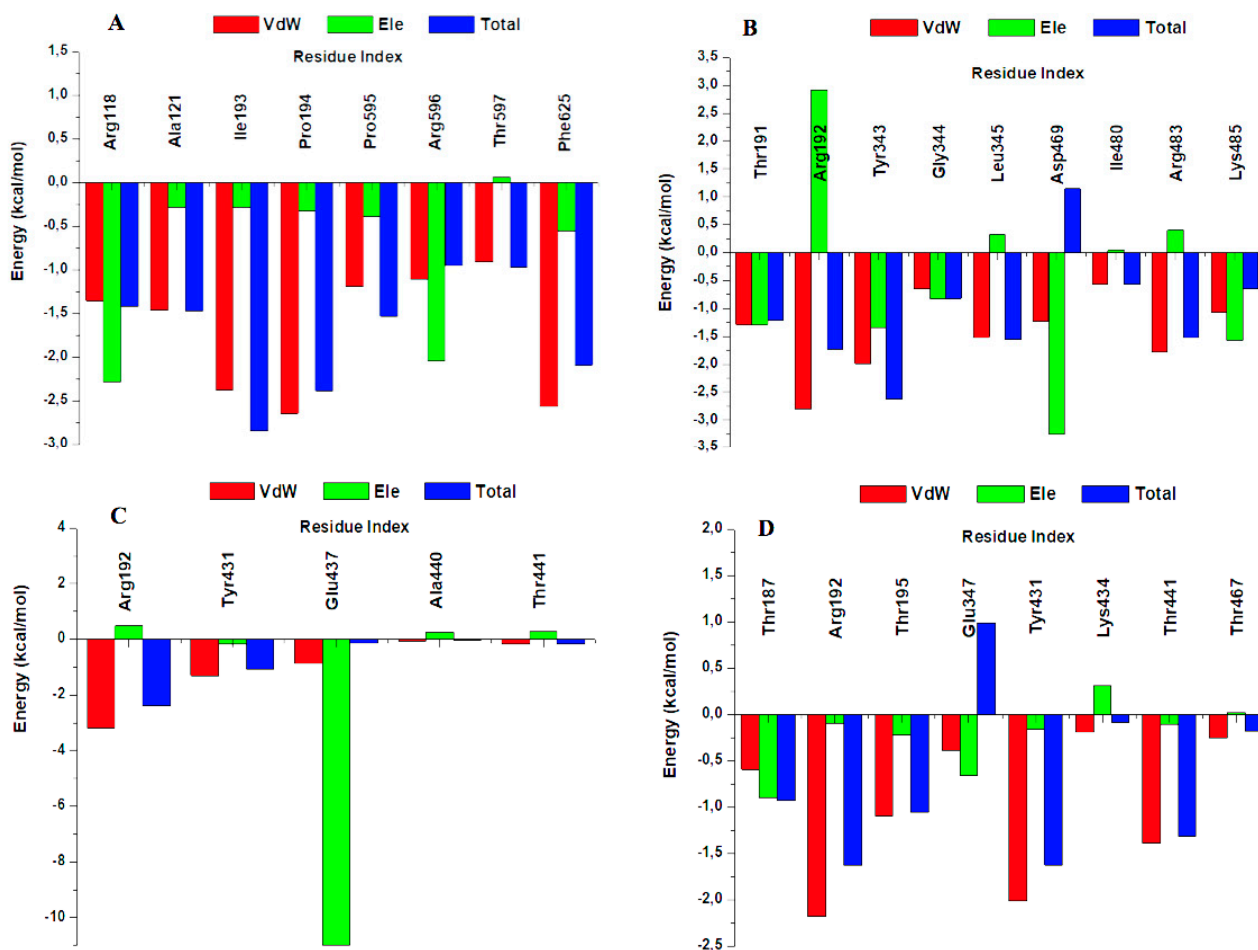 A
VdW Ele Total
Residue Index
1,5
1,0
0,5
0,0
-0,5
-1,0
-1,5
-2,0
-2,5
-3,0
Energy (kcal/mol)
Arg118
Ala121
Ile193
Pro194
Pro595
Arg596
Thr597
Phe625
B
VdW Ele Total
Residue Index
3,5
3,0
2,5
2,0
1,5
1,0
0,5
0,0
-0,5
-1,0
-1,5
-2,0
-2,5
-3,0
-3,5
Energy (kcal/mol)
Thr191
Arg192
Tyr343
Gly344
Leu345
Asp469
Ile480
Arg483
Lys485
C
VdW Ele Total
Residue Index
4
2
0
-2
-4
-6
-8
-10
Energy (kcal/mol)
Arg192
Tyr431
Glu437
Ala440
Thr441
D
VdW Ele Total
Residue Index
2,0
1,5
1,0
0,5
0,0
-0,5
-1,0
-1,5
-2,0
-2,5
Energy (kcal/mol)
Thr187
Arg192
Thr195
Glu347
Tyr431
Lys434
Thr441
Thr467